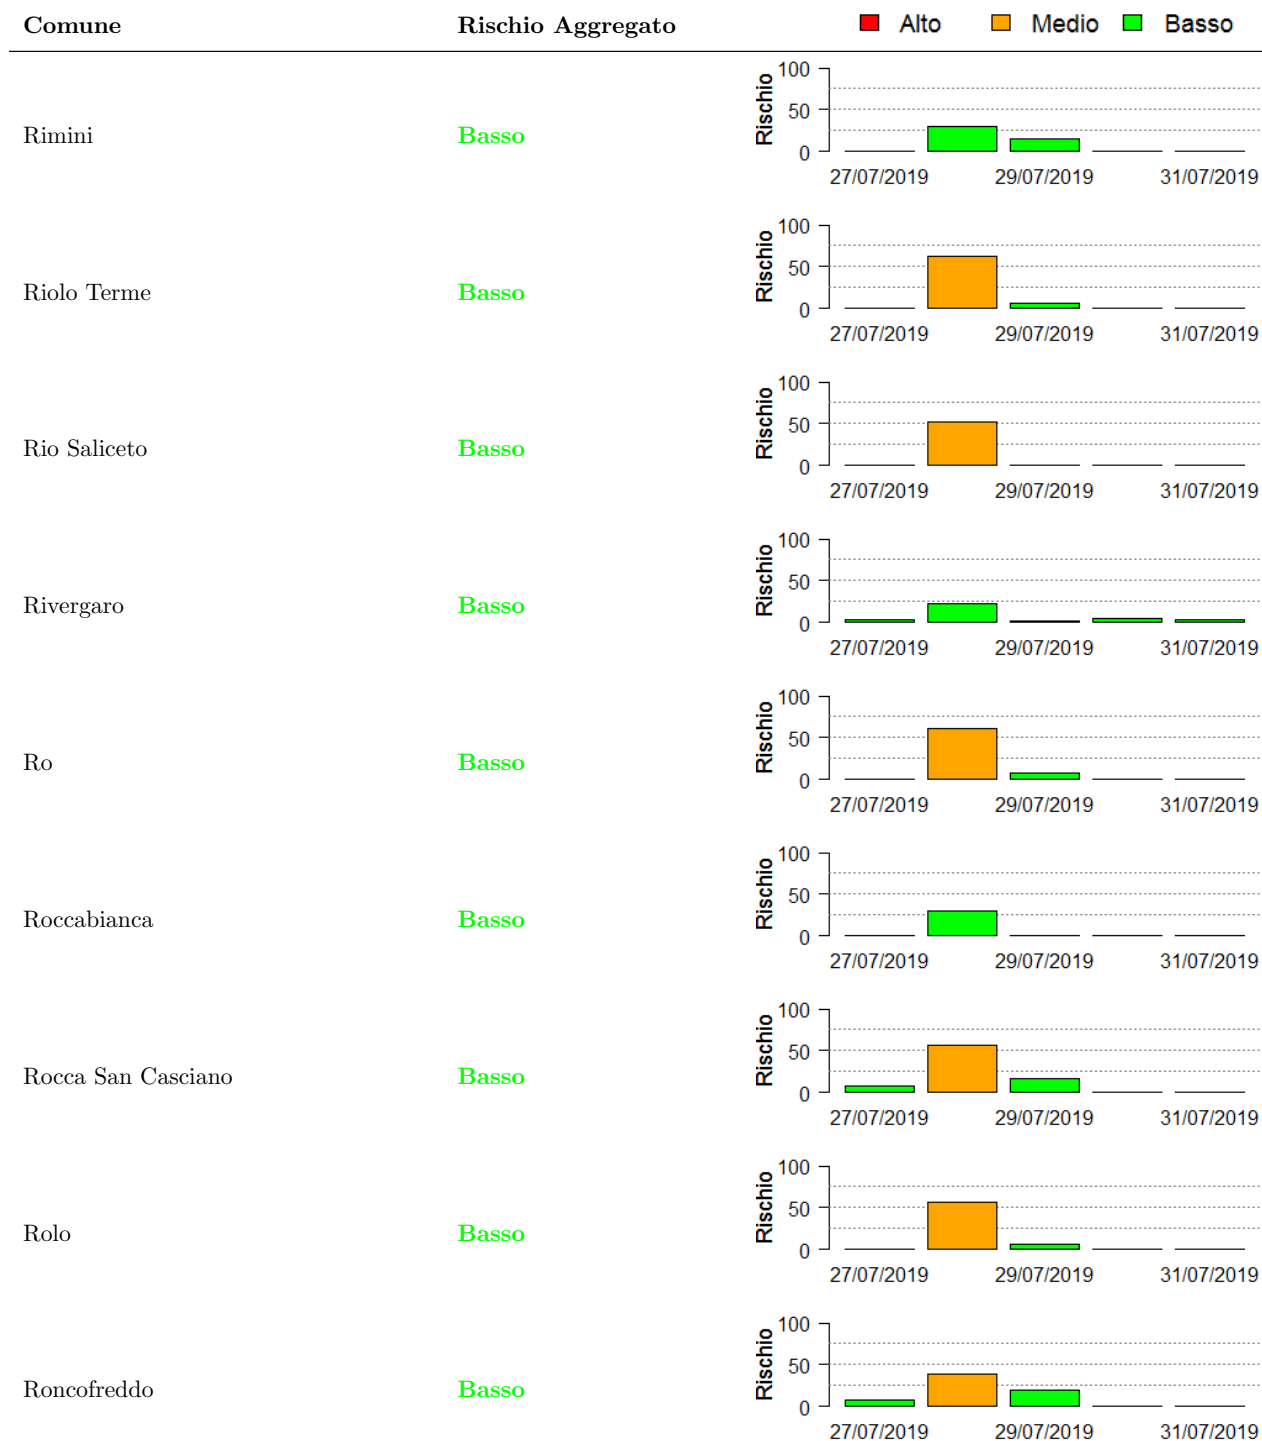 Comune Rischio Aggregato Alto Medio Basso
Rimini Basso
Rischio
100
50
0
27/07/2019 29/07/2019 31/07/2019
Riolo Terme Basso
Rischio
100
50
0
27/07/2019 29/07/2019 31/07/2019
Rio Saliceto Basso
Rischio
100
50
0
27/07/2019 29/07/2019 31/07/2019
Rivergaro Basso
Rischio
100
50
0
27/07/2019 29/07/2019 31/07/2019
Ro Basso
Rischio
100
50
0
27/07/2019 29/07/2019 31/07/2019
Roccabianca Basso
Rischio
100
50
0
27/07/2019 29/07/2019 31/07/2019
Rocca San Casciano Basso
Rischio
100
50
0
27/07/2019 29/07/2019 31/07/2019
Rolo Basso
Rischio
100
50
0
27/07/2019 29/07/2019 31/07/2019
Roncofreddo Basso
Rischio
100
50
0
27/07/2019 29/07/2019 31/07/2019